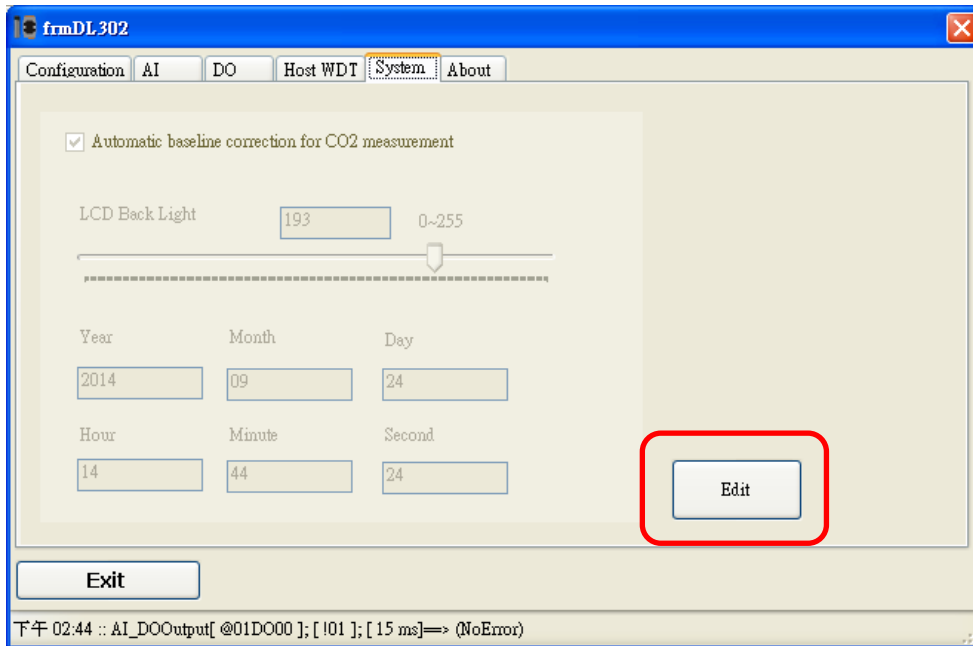 frmDL302
Configuration AI DO Host WDT System About
Automatic baseline correction for CO2 measurement
LCD Back Light 193 0~255
Year Month Day
2014 09 24
Hour Minute Second
14 44 24
Edit
Exit
下午 02:44 :: AI_DOOutput[ @01DO00 ]; [ !01 ]; [ 15 ms]==> (NoError)